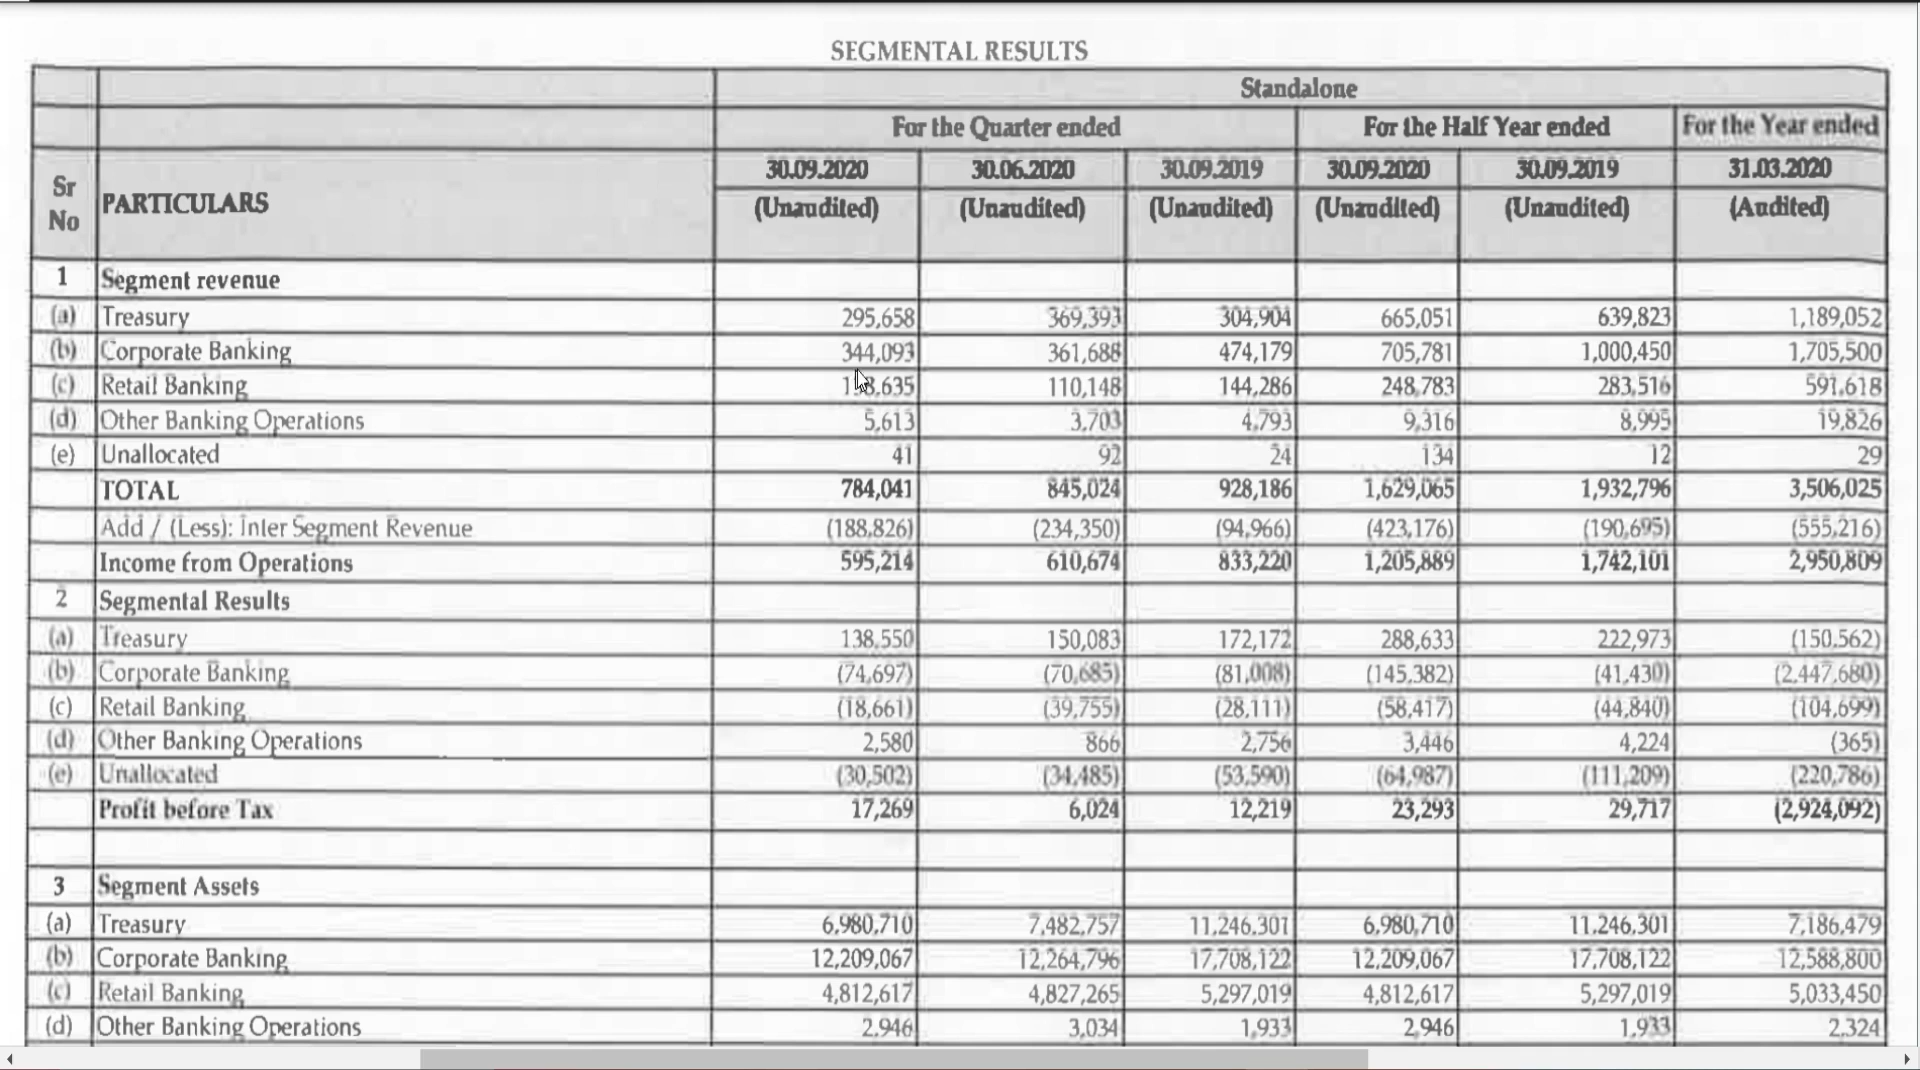 SEGMENTAL RESULTS
Standalone
For the Quarter ended For the Half Year ended For the Year ended
Sr No PARTICULARS 30.09.2020 30.06.2020 30.09.2019 30.09.2020 30.09.2019 31.03.2020
(Unaudited) (Unaudited) (Unaudited) (Unaudited) (Unaudited) (Audited)
1 Segment revenue
(a) Treasury 295,658 369,393 304,904 665,051 639,823 1,189,052
(b) Corporate Banking 344,093 361,688 474,179 705,781 1,000,450 1,705,500
(c) Retail Banking 110,148 144,286 248,783 283,516 591,618
(d) Other Banking Operations 5,613 3,703 4,793 9,316 8,995 19,826
(e) Unallocated 41 92 24 134 12 29
TOTAL 784,041 845,024 928,186 1,629,065 1,932,796 3,506,025
Add / (Less): Inter Segment Revenue (188,826) (234,350) (94,966) (423,176) (190,695) (555,216)
Income from Operations 595,214 610,674 833,220 1,205,889 1,742,101 2,950,809
2 Segmental Results
(a) Treasury 138,550 150,083 172,172 288,633 222,973 (150,562)
(b) Corporate Banking (74,697) (70,685) (81,008) (145,382) (41,430) (2,447,680)
(c) Retail Banking (18,661) (39,755) (28,111) (58,417) (44,840) (104,699)
(d) Other Banking Operations 2,580 866 2,756 3,446 4,224 (365)
(e) Unallocated (30,502) (34,485) (53,590) (64,987) (111,209) (220,786)
Profit before Tax 17,269 6,024 12,219 23,293 29,717 (2,924,092)
3 Segment Assets
(a) Treasury 6,980,710 7,482,757 11,246,301 6,980,710 11,246,301 7,186,479
(b) Corporate Banking 12,209,067 12,264,796 17,708,122 12,209,067 17,708,122 12,588,800
(c) Retail Banking 4,812,617 4,827,265 5,297,019 4,812,617 5,297,019 5,033,450
(d) Other Banking Operations 2,946 3,034 1,933 2,946 1,933 2,324